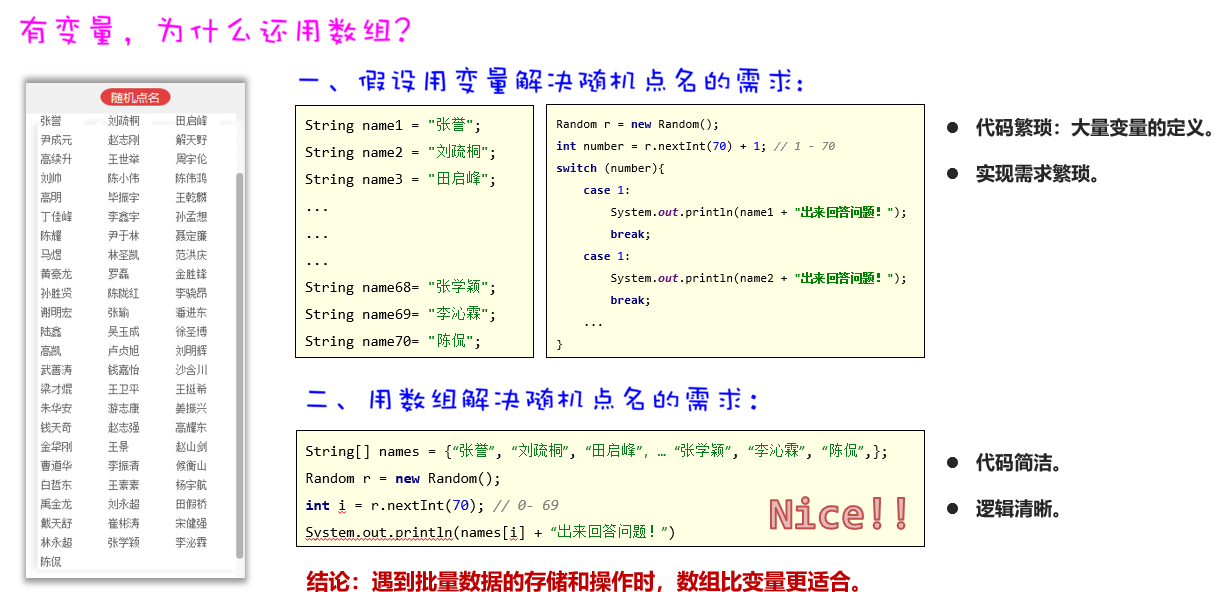 有变量，为什么还用数组？
随机点名
张誉 刘疏桐 田启峰
尹成元 赵志刚 解天野
高续升 王世举 周宇伦
刘帅 陈小伟 陈伟鸿
高明 毕振宇 王乾麟
丁佳峰 李鑫宇 孙孟想
陈耀 尹于林 聂定廉
马煜 林圣凯 范洪庆
黄豪龙 罗磊 金胜锋
孙胜贤 陈陇红 李骁昂
谢明宏 张瑜 潘进东
陆鑫 吴玉成 徐圣博
高凯 卢贞旭 刘明辉
武善涛 钱嘉怡 沙含川
梁才焜 王卫平 王挺希
朱华安 游志康 姜振兴
钱天奇 赵志强 高耀东
金华刚 王景 赵山剑
曹道华 李振清 候衡山
白哲东 王素素 杨宇航
禹金龙 刘永超 田假桥
戴天舒 崔彬涛 宋健强
林永超 张学颖 李泌霖
陈侃
一、假设用变量解决随机点名的需求：
String name1 = "张誉";
String name2 = "刘疏桐";
String name3 = "田启峰";
...
...
...
String name68= "张学颖";
String name69= "李沁霖";
String name70= "陈侃";
Random r = new Random();
int number = r.nextInt(70) + 1; // 1 - 70
switch (number){
case 1:
System.out.println(name1 + "出来回答问题！");
break;
case 1:
System.out.println(name2 + "出来回答问题！");
break;
...
}
● 代码繁琐：大量变量的定义。
● 实现需求繁琐。
二、用数组解决随机点名的需求：
String[] names = {“张誉”, “刘疏桐”, “田启峰”, … “张学颖”, “李沁霖”, “陈侃”,};
Random r = new Random();
int i = r.nextInt(70); // 0- 69
System.out.println(names[i] + “出来回答问题！”)
Nice!!
● 代码简洁。
● 逻辑清晰。
结论：遇到批量数据的存储和操作时，数组比变量更适合。